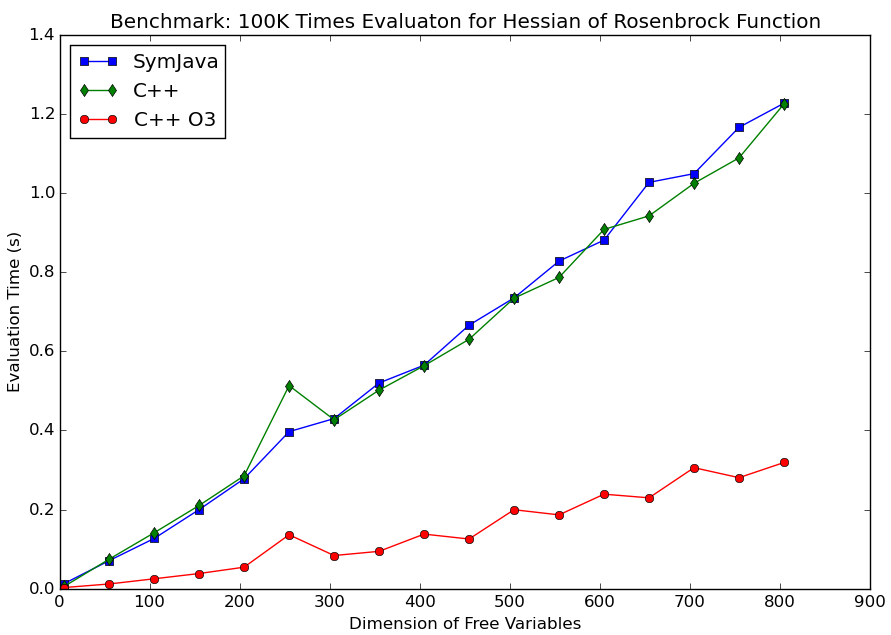 Benchmark: 100K Times Evaluaton for Hessian of Rosenbrock Function
SymJava
C++
C++ O3
Evaluation Time (s)
1.4
1.2
1.0
0.8
0.6
0.4
0.2
0.0
0 100 200 300 400 500 600 700 800 900
Dimension of Free Variables